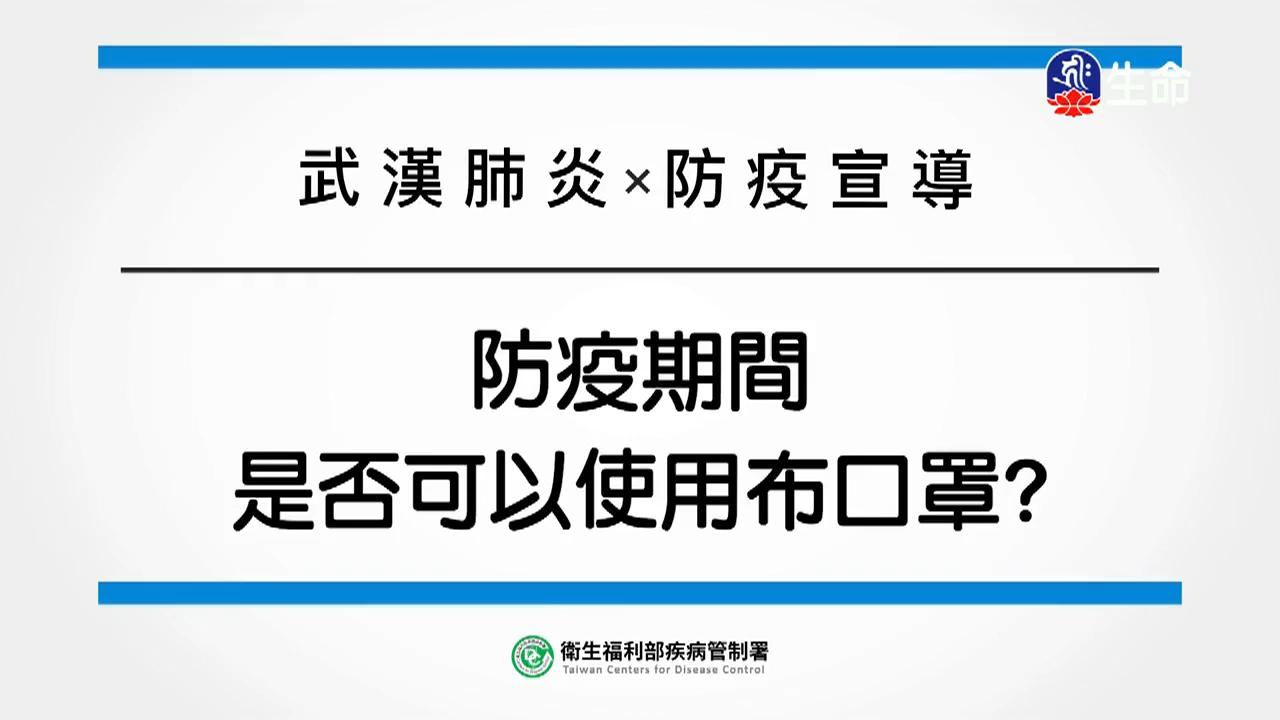 生命
武漢肺炎×防疫宣導
防疫期間
是否可以使用布口罩?
衛生福利部疾病管制署
Taiwan Centers for Disease Control